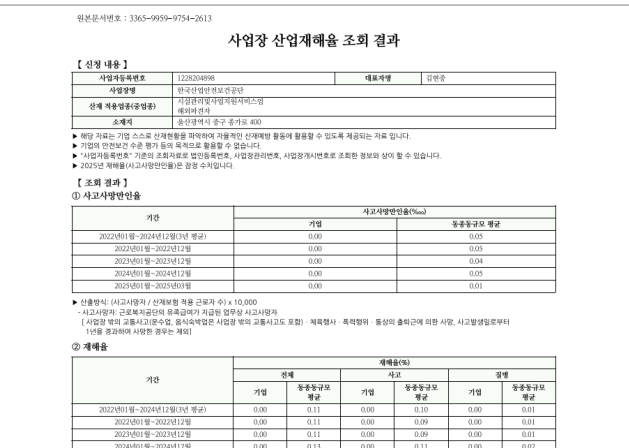 원본문서번호 : 3365-9959-9754-2613
사업장 산업재해율 조회 결과
【 신청 내용 】
사업자등록번호 1228204898 대표자명 김현중
사업장명 한국산업안전보건공단
산재 적용업종(중업종) 시설관리및사업지원서비스업
해외파견자
소재지 울산광역시 중구 종가로 400
▶ 해당 자료는 기업 스스로 산재현황을 파악하여 자율적인 산재예방 활동에 활용할 수 있도록 제공되는 자료 입니다.
▶ 기업의 안전보건 수준 평가 등의 목적으로 활용할 수 없습니다.
▶ "사업자등록번호" 기준의 조회자료로 법인등록번호, 사업장관리번호, 사업장개시번호로 조회한 정보와 상이 할 수 있습니다.
▶ 2025년 재해율(사고사망만인율)은 잠정 수치입니다.
【 조회 결과 】
① 사고사망만인율
기간 사고사망만인율(‱)
기업 동종동규모 평균
2022년01월~2024년12월(3년 평균) 0.00 0.05
2022년01월~2022년12월 0.00 0.05
2023년01월~2023년12월 0.00 0.04
2024년01월~2024년12월 0.00 0.05
2025년01월~2025년03월 0.00 0.01
▶ 산출방식: (사고사망자 / 산재보험 적용 근로자 수) x 10,000
- 사고사망자: 근로복지공단의 유족급여가 지급된 업무상 사고사망자
[ 사업장 밖의 교통사고(운수업, 음식숙박업은 사업장 밖의 교통사고도 포함) · 체육행사 · 폭력행위 · 통상의 출퇴근에 의한 사망, 사고발생일로부터
1년을 경과하여 사망한 경우는 제외]
② 재해율
기간 재해율(%)
전체 사고 질병
기업 동종동규모 평균 기업 동종동규모 평균 기업 동종동규모 평균
2022년01월~2024년12월(3년 평균) 0.00 0.11 0.00 0.10 0.00 0.01
2022년01월~2022년12월 0.00 0.11 0.00 0.09 0.00 0.01
2023년01월~2023년12월 0.00 0.11 0.00 0.09 0.00 0.01
2024년01월~2024년12월 0.00 0.13 0.00 0.11 0.00 0.02